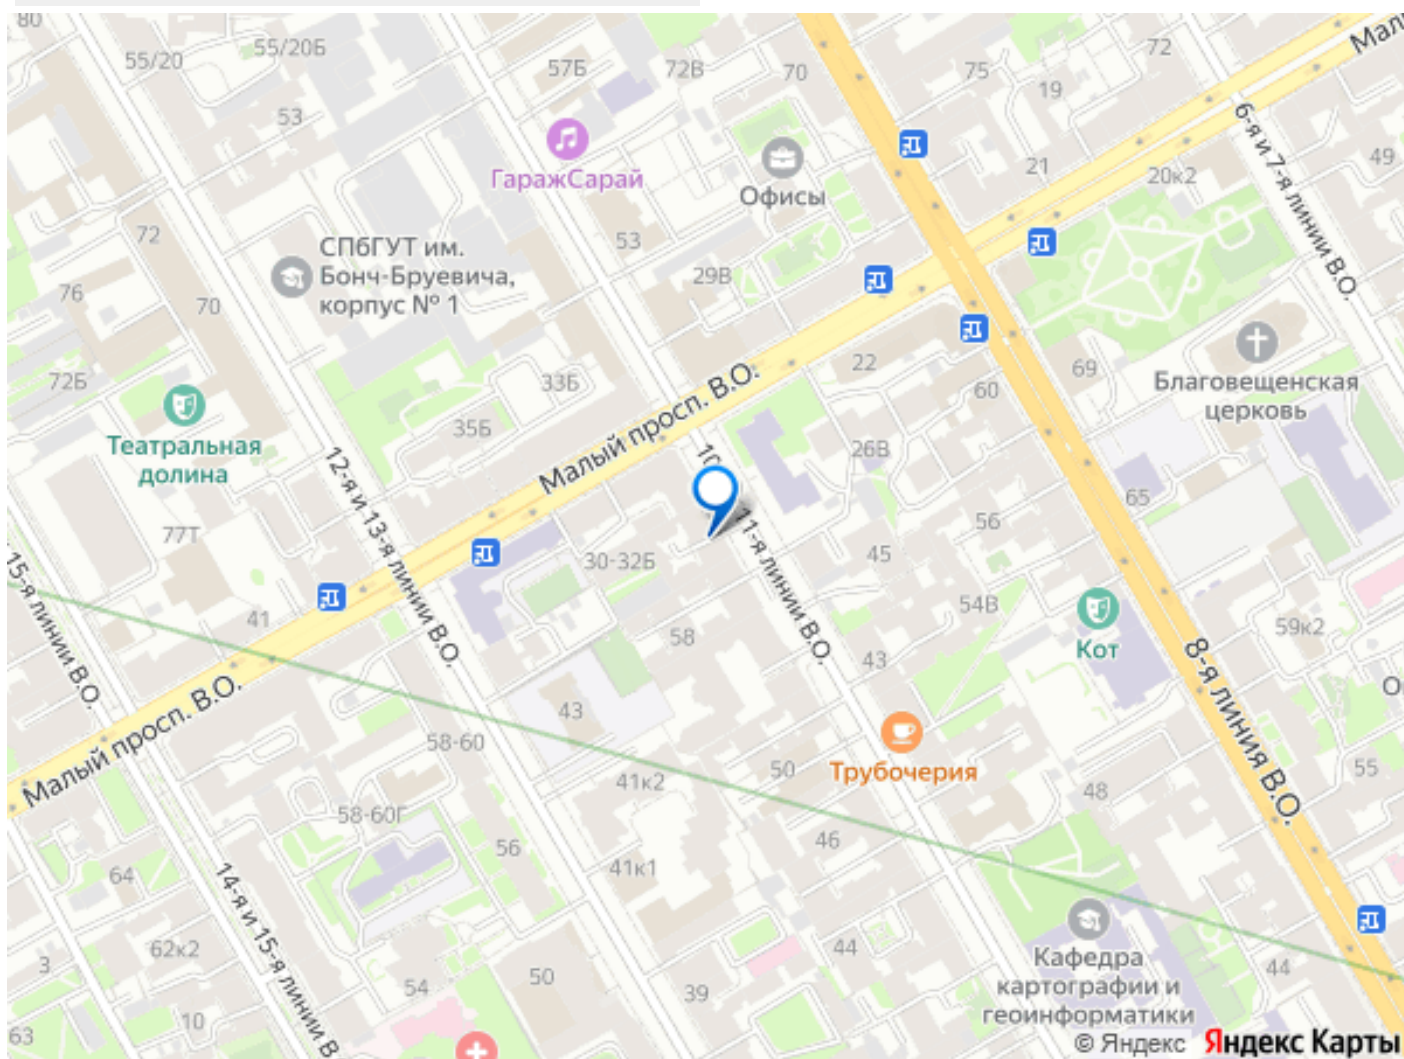 80
55/20
55/20Б
57Б
72В
70
75
72
19
53
49
21
20к2
6-я и 7-я линии В.О.
ГаражСарай
Офисы
53
29В
72
СПбГУТ им.
Бонч-Бруевича,
корпус № 1
76
70
72Б
33Б
22
60
69
Благовещенская
церковь
Театральная
долина
35Б
Малый просп. В.О.
26В
65
12-я и 13-я линии В.О.
11-я линии В.О.
77Т
30-32Б
45
56
54В
15-я линии В.О.
41
58
43
Кот
59к2
8-я линия В.О.
43
Малый просп. В.О.
58-60
41к2
50
Трубочерия
48
55
58-60Г
46
56
41к1
64
14-я и 15-я линии В
62к2
3
54
50
39
44
Кафедра
картографии и
геоинформатики
44
10
63
© Яндекс Яндекс Карты